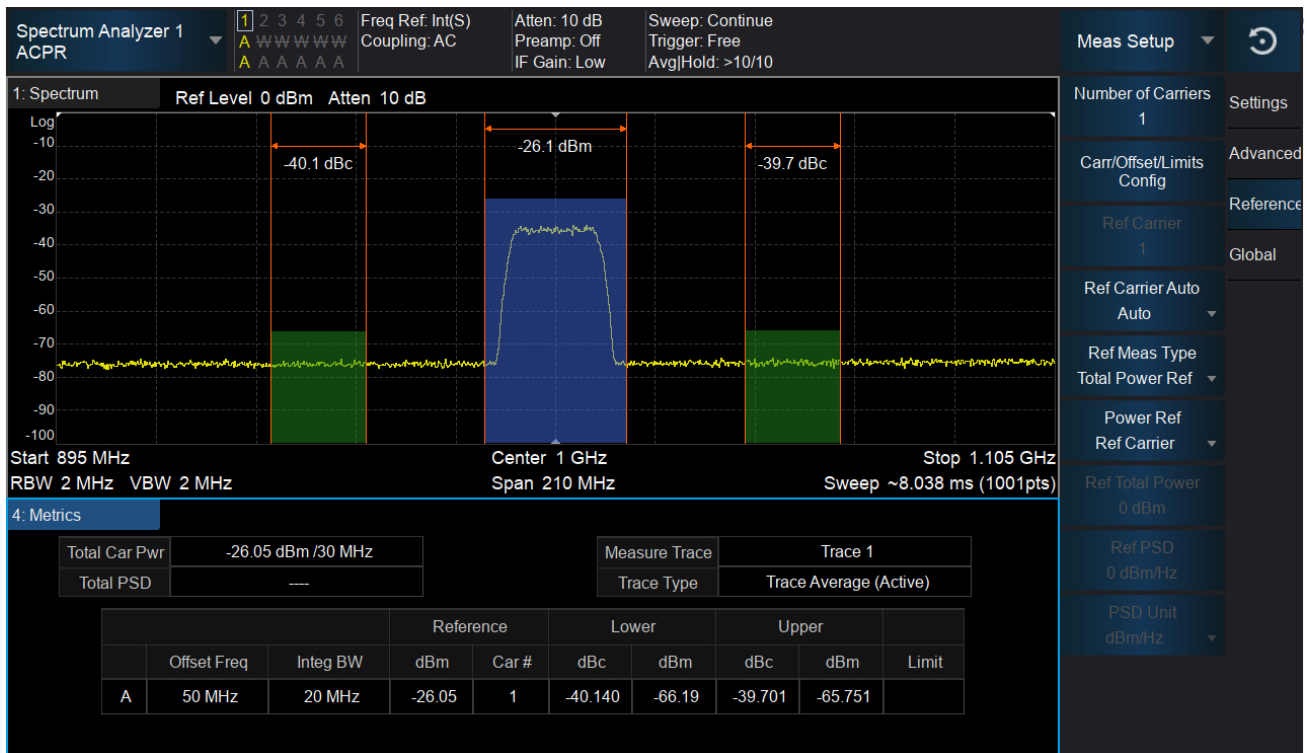 Spectrum Analyzer 1
ACPR
1 2 3 4 5 6
A W W W W W
A A A A A A
Freq Ref: Int(S)
Coupling: AC
Atten: 10 dB
Preamp: Off
IF Gain: Low
Sweep: Continue
Trigger: Free
Avg|Hold: >10/10
1: Spectrum
Ref Level 0 dBm Atten 10 dB
Log
-10
-20
-30
-40
-50
-60
-70
-80
-90
-100
-40.1 dBc
-26.1 dBm
-39.7 dBc
Start 895 MHz
Center 1 GHz
Stop 1.105 GHz
RBW 2 MHz VBW 2 MHz
Span 210 MHz
Sweep ~8.038 ms (1001pts)
4: Metrics
Total Car Pwr -26.05 dBm /30 MHz
Total PSD ----
Measure Trace Trace 1
Trace Type Trace Average (Active)
Reference Lower Upper
Offset Freq Integ BW dBm Car # dBc dBm dBc dBm Limit
A 50 MHz 20 MHz -26.05 1 -40.140 -66.19 -39.701 -65.751
Meas Setup
Number of Carriers
1
Carr/Offset/Limits
Config
Ref Carrier
1
Ref Carrier Auto
Auto
Ref Meas Type
Total Power Ref
Power Ref
Ref Carrier
Ref Total Power
0 dBm
Ref PSD
0 dBm/Hz
PSD Unit
dBm/Hz
Settings
Advanced
Reference
Global